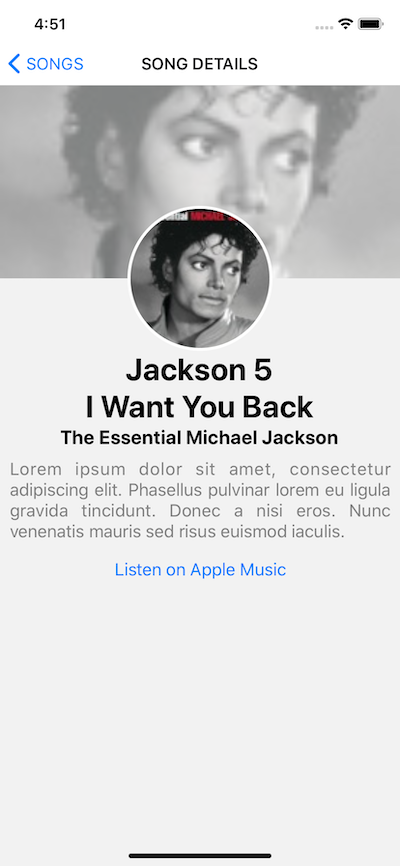 4:51
SONGS
SONG DETAILS
MICHAEL
Jackson 5
I Want You Back
The Essential Michael Jackson
Lorem ipsum dolor sit amet, consectetur
adipiscing elit. Phasellus pulvinar lorem eu ligula
gravida tincidunt. Donec a nisi eros. Nunc
venenatis mauris sed risus euismod iaculis.
Listen on Apple Music